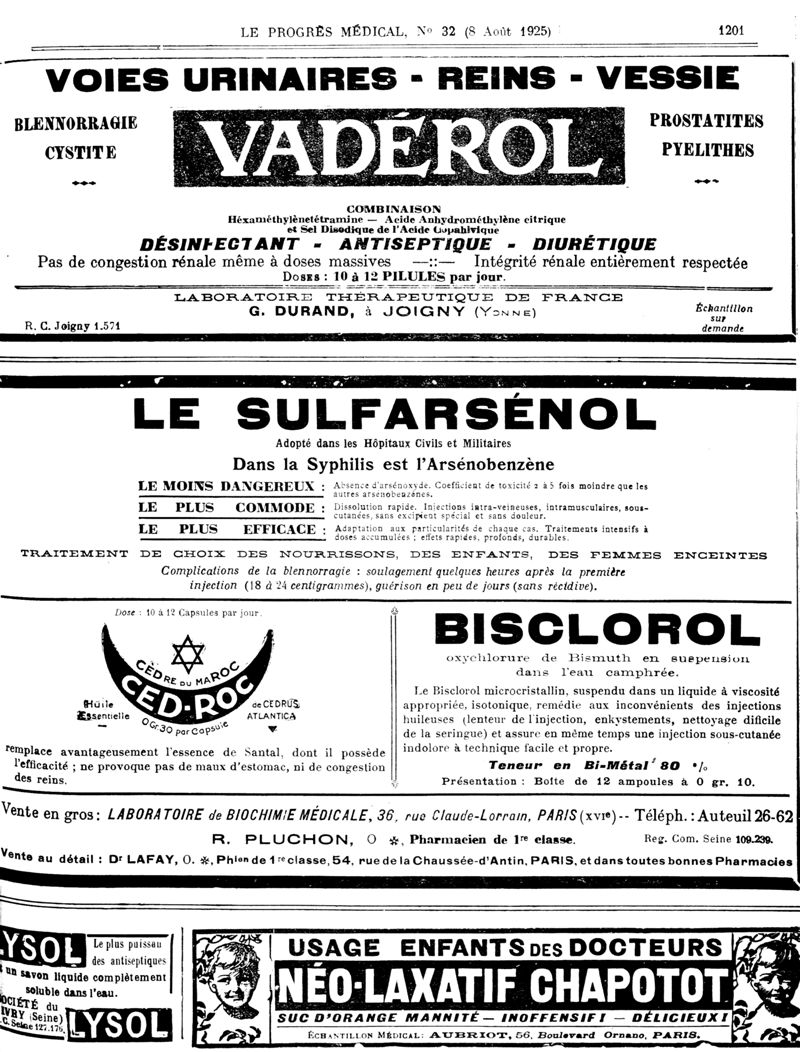 LE PROGRÈS MÉDICAL, No 32 (8 Août 1925) 1201
VOIES URINAIRES - REINS - VESSIE
BLENNORRAGIE
CYSTITE
VADÉROL
PROSTATITES
PYELITHES
COMBINAISON
Héxaméthylènetétramine — Acide Anhydrométhylène citrique
et Sel Disodique de l'Acide Copahivique
DÉSINFECTANT - ANTISEPTIQUE - DIURÉTIQUE
Pas de congestion rénale même à doses massives —::— Intégrité rénale entièrement respectée
DOSES : 10 à 12 PILULES par jour.
LABORATOIRE THÉRAPEUTIQUE DE FRANCE
G. DURAND, à JOIGNY (YONNE)
R. C. Joigny 1.571
Échantillon
sur
demande
LE SULFARSÉNOL
Adopté dans les Hôpitaux Civils et Militaires
Dans la Syphilis est l'Arsénobenzène
LE MOINS DANGEREUX : Absence d'arsénoxyde. Coefficient de toxicité 2 à 5 fois moindre que les
autres arsenobenzènes.
LE PLUS COMMODE : Dissolution rapide. Injections intra-veineuses, intramusculaires, sous-
cutanées, sans excipient spécial et sans douleur.
LE PLUS EFFICACE : Adaptation aux particularités de chaque cas. Traitements intensifs à
doses accumulées ; effets rapides, profonds, durables.
TRAITEMENT DE CHOIX DES NOURRISSONS, DES ENFANTS, DES FEMMES ENCEINTES
Complications de la blennorragie : soulagement quelques heures après la première
injection (18 à 24 centigrammes), guérison en peu de jours (sans récidive).
Dose : 10 à 12 Capsules par jour.
CÈDRE DU MAROC
CED-ROC
0 Gr. 30 par Capsule
Huile
Essentielle
de CEDRUS
ATLANTICA
remplace avantageusement l'essence de Santal, dont il possède
l'efficacité ; ne provoque pas de maux d'estomac, ni de congestion
des reins.
BISCLOROL
oxychlorure de Bismuth en suspension
dans l'eau camphrée.
Le Bisclorol microcristallin, suspendu dans un liquide à viscosité
appropriée, isotonique, remédie aux inconvénients des injections
huileuses (lenteur de l'injection, enkystements, nettoyage dificile
de la seringue) et assure en même temps une injection sous-cutanée
indolore à technique facile et propre.
Teneur en Bi-Métal 80 %
Présentation : Boîte de 12 ampoules à 0 gr. 10.
Vente en gros : LABORATOIRE de BIOCHIMIE MÉDICALE, 36, rue Claude-Lorrain, PARIS (XVIe) -- Téléph. : Auteuil 26-62
R. PLUCHON, O ✻, Pharmacien de 1re classe. Reg. Com. Seine 109.239.
Vente au détail : Dr LAFAY, O. ✻, Phien de 1re classe, 54, rue de la Chaussée-d'Antin, PARIS, et dans toutes bonnes Pharmacies
LYSOL
Le plus puissan
des antiseptiques
un savon liquide complètement
soluble dans l'eau.
SOCIÉTÉ du
IVRY (Seine)
C. Seine 127.176.
LYSOL
USAGE ENFANTS DES DOCTEURS
NÉO-LAXATIF CHAPOTOT
SUC D'ORANGE MANNITÉ — INOFFENSIF ! — DÉLICIEUX !
ÉCHANTILLON MÉDICAL: AUBRIOT, 56, Boulevard Ornano, PARIS.